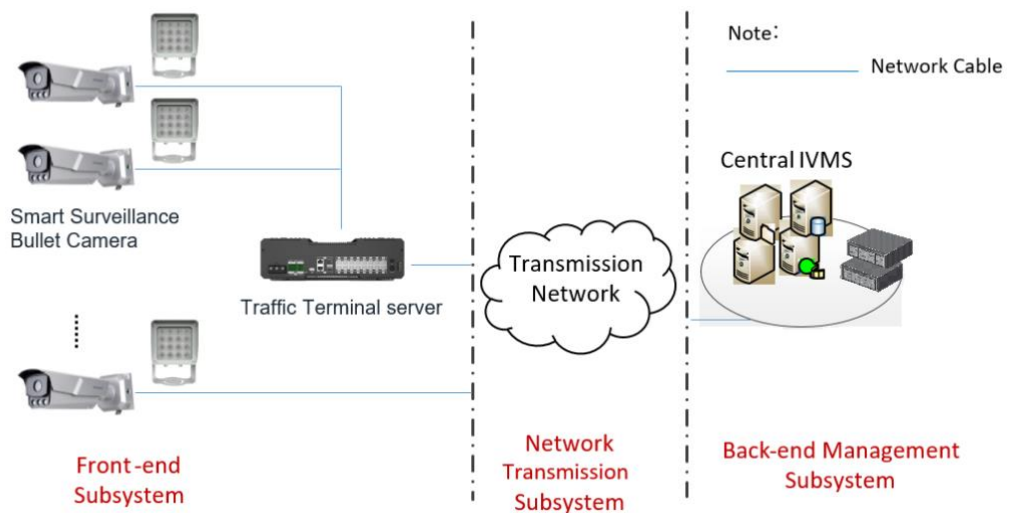 Note:
Network Cable
Central IVMS
Smart Surveillance
Bullet Camera
Transmission
Network
Traffic Terminal server
Front-end
Subsystem
Network
Transmission
Subsystem
Back-end Management
Subsystem